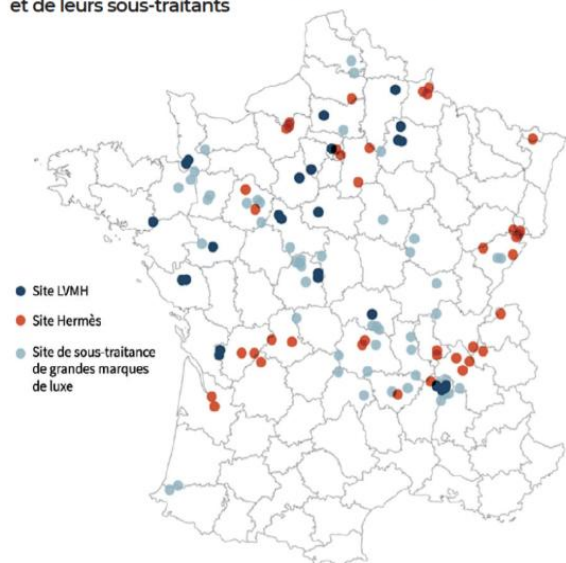 et de leurs sous-traitants
Site LVMH
Site Hermès
Site de sous-traitance
de grandes marques
de luxe